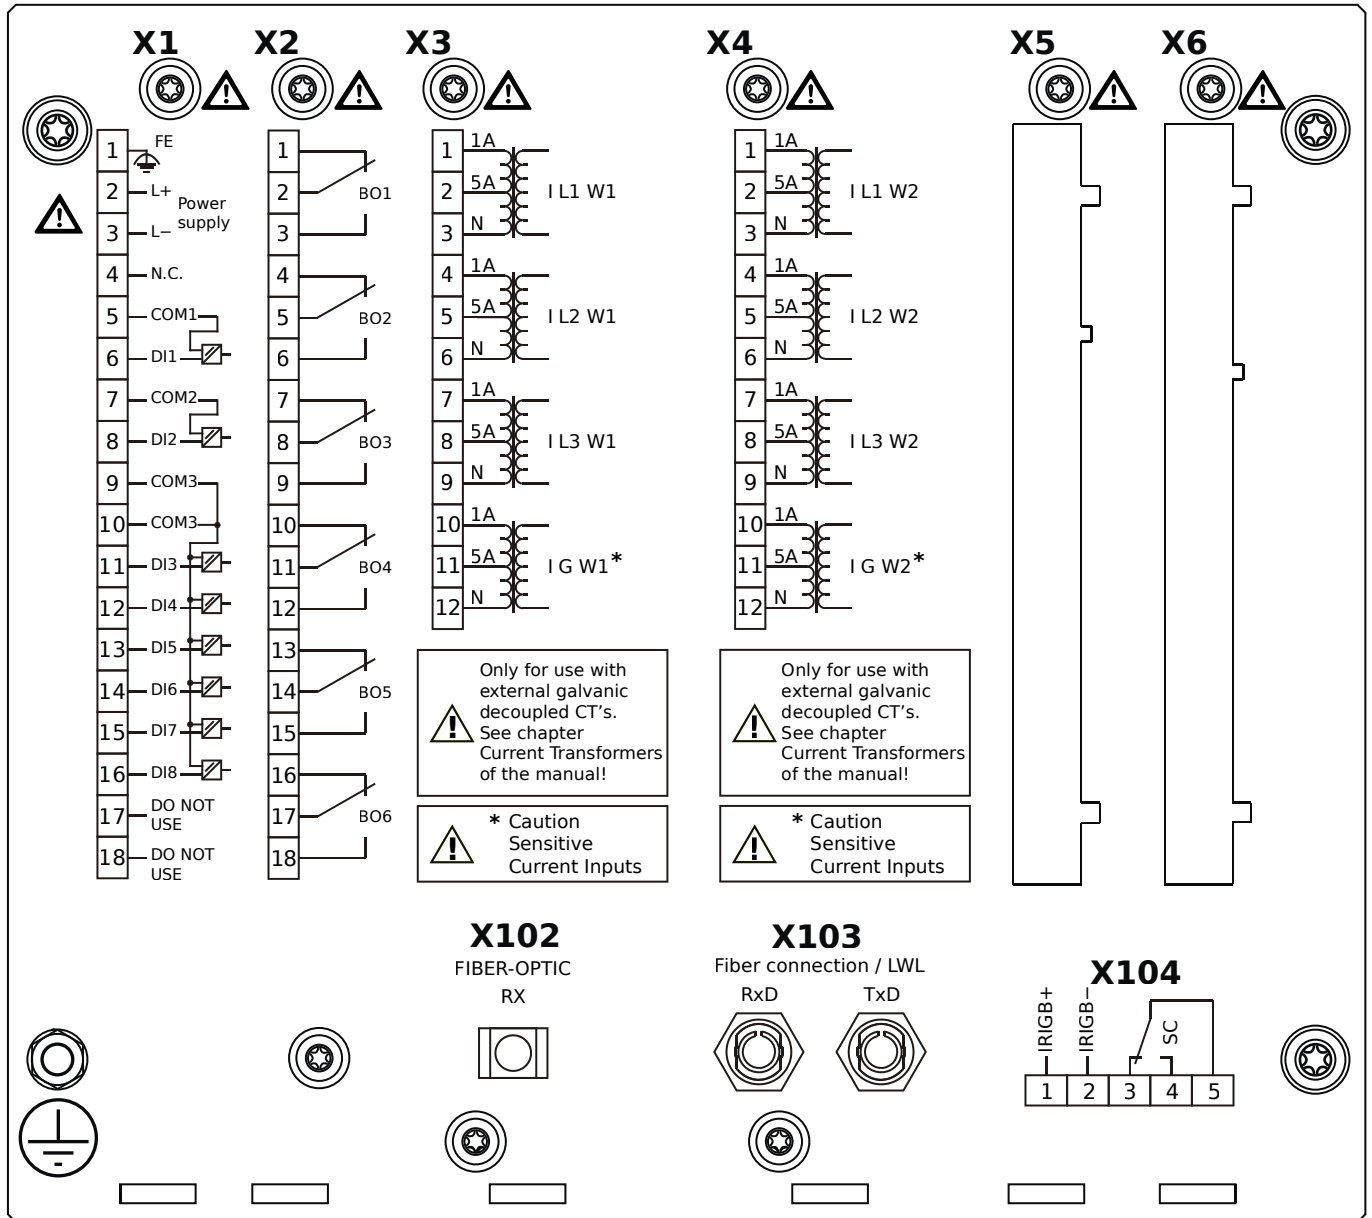 X1 X2 X3 X4 X5 X6
1 FE
2 L+ Power
supply
3 L−
4 N.C.
5 COM1
6 DI1
7 COM2
8 DI2
9 COM3
10 COM3
11 DI3
12 DI4
13 DI5
14 DI6
15 DI7
16 DI8
17 DO NOT
USE
18 DO NOT
USE
1
2 BO1
3
4
5 BO2
6
7
8 BO3
9
10
11 BO4
12
13
14 BO5
15
16
17 BO6
18
1 1A
2 5A I L1 W1
3 N
4 1A
5 5A I L2 W1
6 N
7 1A
8 5A I L3 W1
9 N
10 1A
11 5A I G W1*
12 N
! Only for use with
external galvanic
decoupled CT's.
See chapter
Current Transformers
of the manual!
! * Caution
Sensitive
Current Inputs
1 1A
2 5A I L1 W2
3 N
4 1A
5 5A I L2 W2
6 N
7 1A
8 5A I L3 W2
9 N
10 1A
11 5A I G W2*
12 N
! Only for use with
external galvanic
decoupled CT's.
See chapter
Current Transformers
of the manual!
! * Caution
Sensitive
Current Inputs
X102
FIBER-OPTIC
RX
X103
Fiber connection / LWL
RxD TxD
X104
IRIGB+ IRIGB− SC
1 2 3 4 5